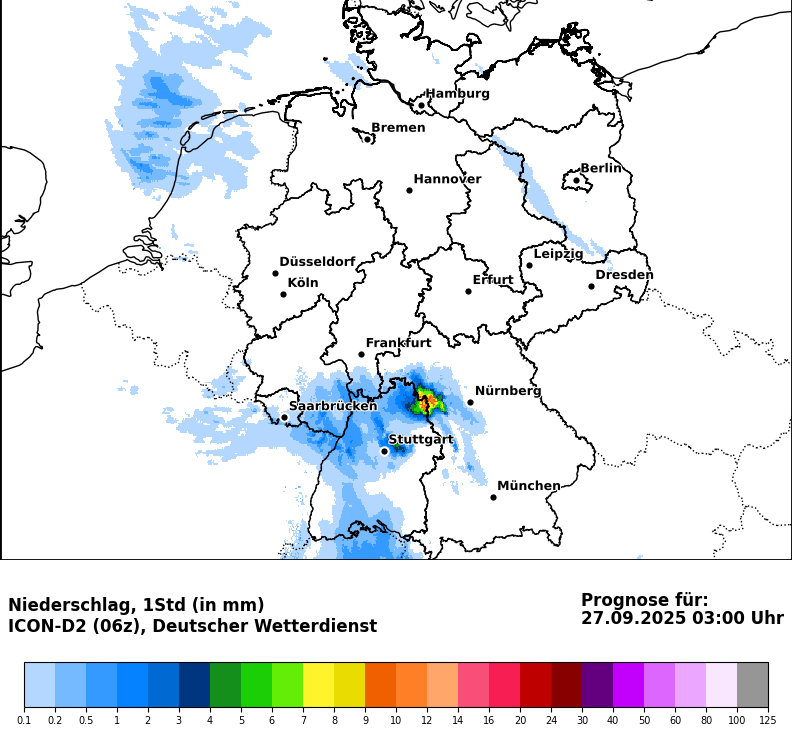 Hamburg
Bremen
Berlin
Hannover
Düsseldorf
Leipzig
Köln
Erfurt
Dresden
Frankfurt
Nürnberg
Saarbrücken
Stuttgart
München
Niederschlag, 1Std (in mm)
ICON-D2 (06z), Deutscher Wetterdienst
Prognose für:
27.09.2025 03:00 Uhr
0.1 0.2 0.5 1 2 3 4 5 6 7 8 9 10 12 14 16 20 24 30 40 50 60 80 100 125